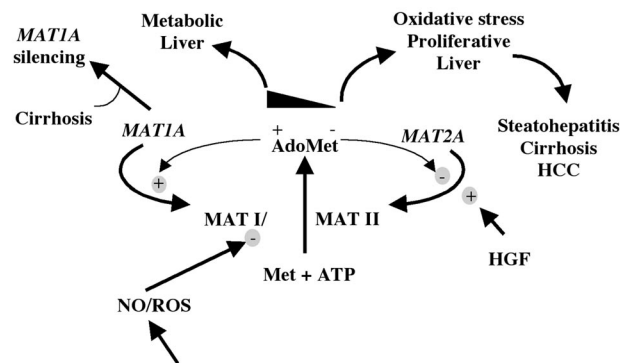 Metabolic
Liver
Oxidative stress
Proliferative
Liver
MAT1A
silencing
Cirrhosis
MAT1A
+
-
AdoMet
MAT2A
Steatohepatitis
Cirrhosis
HCC
+
-
+
MAT I/
-
MAT II
HGF
Met + ATP
NO/ROS